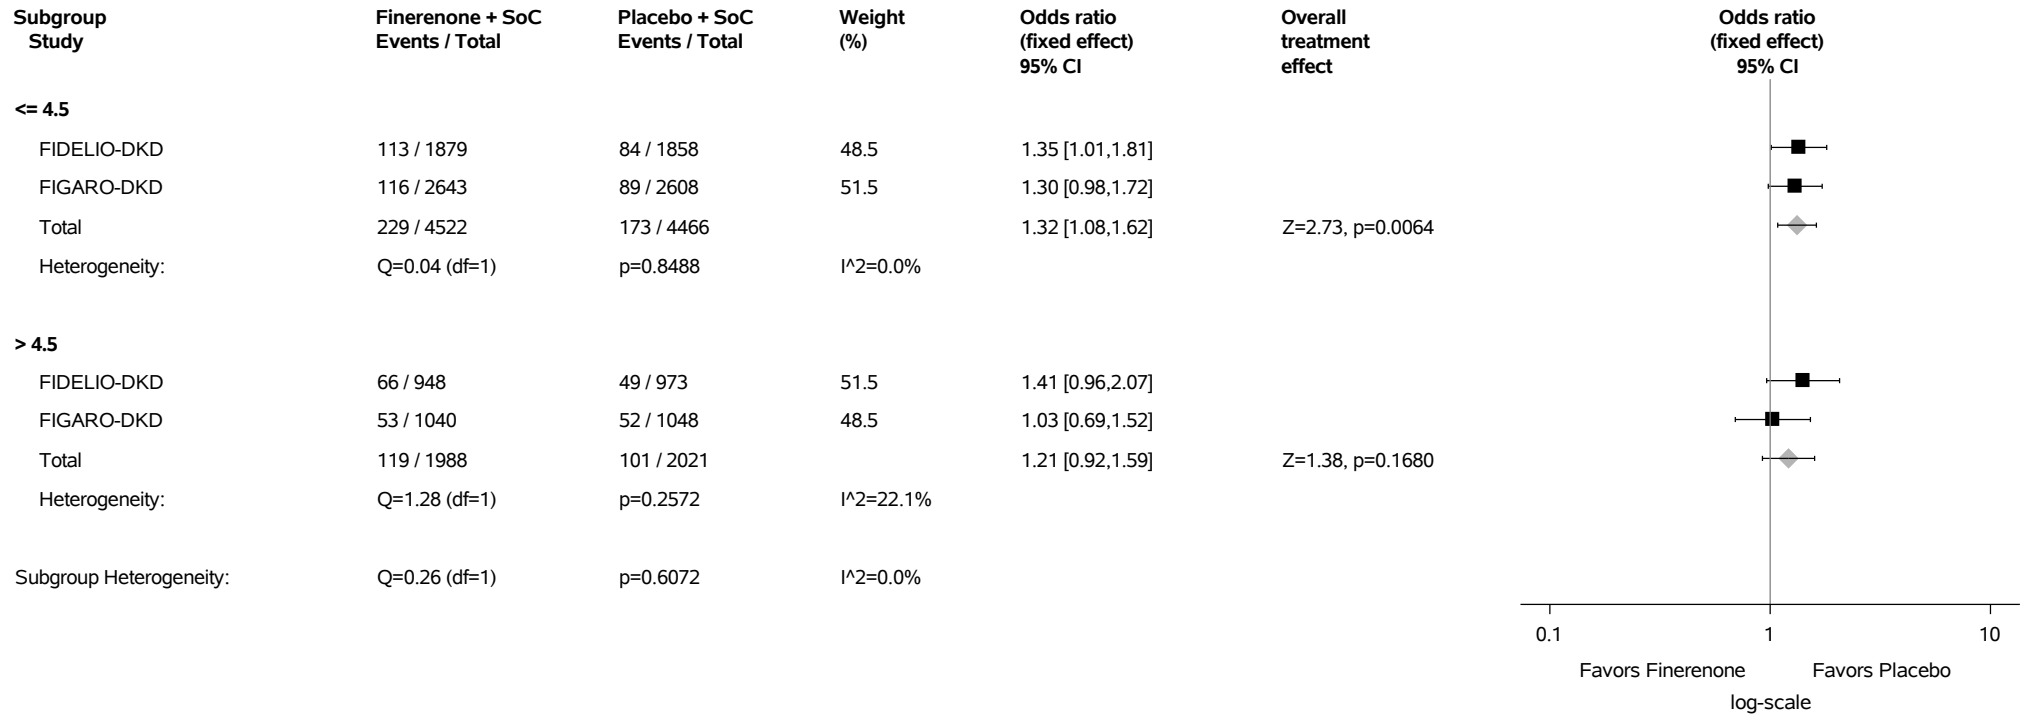 Subgroup Finerenone + SoC Placebo + SoC Weight Odds ratio Overall Odds ratio
Study Events / Total Events / Total (%) (fixed effect) treatment (fixed effect)
95% CI effect 95% CI
<= 4.5
FIDELIO-DKD 113 / 1879 84 / 1858 48.5 1.35 [1.01,1.81]
FIGARO-DKD 116 / 2643 89 / 2608 51.5 1.30 [0.98,1.72]
Total 229 / 4522 173 / 4466 1.32 [1.08,1.62] Z=2.73, p=0.0064
Heterogeneity: Q=0.04 (df=1) p=0.8488 I^2=0.0%
> 4.5
FIDELIO-DKD 66 / 948 49 / 973 51.5 1.41 [0.96,2.07]
FIGARO-DKD 53 / 1040 52 / 1048 48.5 1.03 [0.69,1.52]
Total 119 / 1988 101 / 2021 1.21 [0.92,1.59] Z=1.38, p=0.1680
Heterogeneity: Q=1.28 (df=1) p=0.2572 I^2=22.1%
Subgroup Heterogeneity: Q=0.26 (df=1) p=0.6072 I^2=0.0%
0.1 1 10
Favors Finerenone Favors Placebo
log-scale